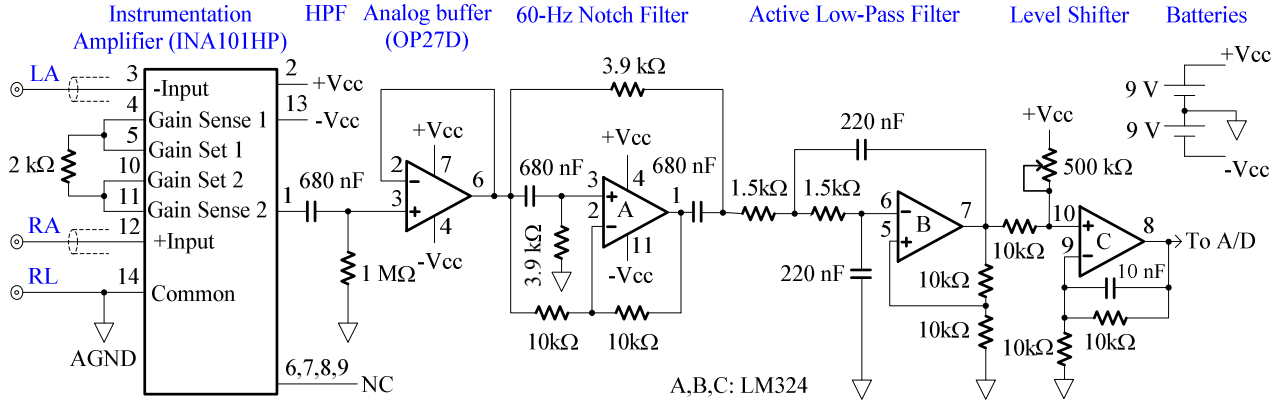 Instrumentation
Amplifier (INA101HP)
HPF
Analog buffer
(OP27D)
60-Hz Notch Filter
Active Low-Pass Filter
Level Shifter
Batteries
LA
3
-Input
2
+Vcc
4
Gain Sense 1
13
-Vcc
5
Gain Set 1
2 kΩ
10
Gain Set 2
11
Gain Sense 2
1
680 nF
RA
12
+Input
1 MΩ
RL
14
Common
AGND
6,7,8,9
NC
+Vcc
2
7
-
6
3
+
4
-Vcc
3.9 kΩ
680 nF
+Vcc
4
680 nF
3
+
1
2
A
-
11
-Vcc
3.9 kΩ
10kΩ
10kΩ
220 nF
1.5kΩ
1.5kΩ
6
-
7
B
5
+
220 nF
10kΩ
10kΩ
+Vcc
500 kΩ
10kΩ
10
+
8
C
9
-
To A/D
10 nF
10kΩ
10kΩ
+Vcc
9 V
9 V
-Vcc
A,B,C: LM324